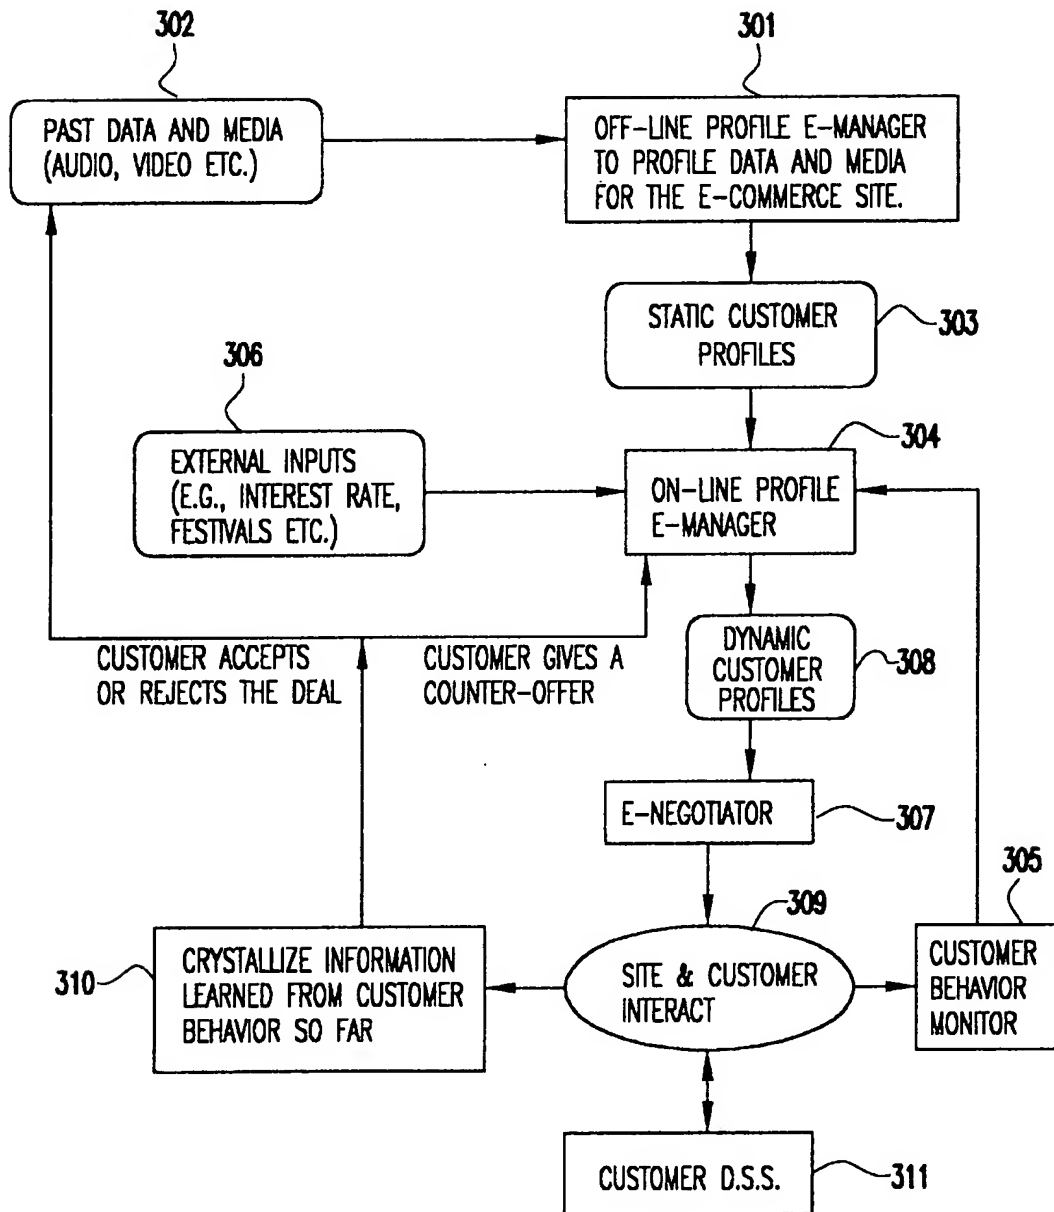 302
301
PAST DATA AND MEDIA
(AUDIO, VIDEO ETC.)
OFF-LINE PROFILE E-MANAGER
TO PROFILE DATA AND MEDIA
FOR THE E-COMMERCE SITE.
STATIC CUSTOMER
PROFILES
303
306
304
EXTERNAL INPUTS
(E.G., INTEREST RATE,
FESTIVALS ETC.)
ON-LINE PROFILE
E-MANAGER
CUSTOMER ACCEPTS
OR REJECTS THE DEAL
CUSTOMER GIVES A
COUNTER-OFFER
DYNAMIC
CUSTOMER
PROFILES
308
E-NEGOTIATOR
307
305
309
310
CRYSTALLIZE INFORMATION
LEARNED FROM CUSTOMER
BEHAVIOR SO FAR
SITE & CUSTOMER
INTERACT
CUSTOMER
BEHAVIOR
MONITOR
CUSTOMER D.S.S.
311